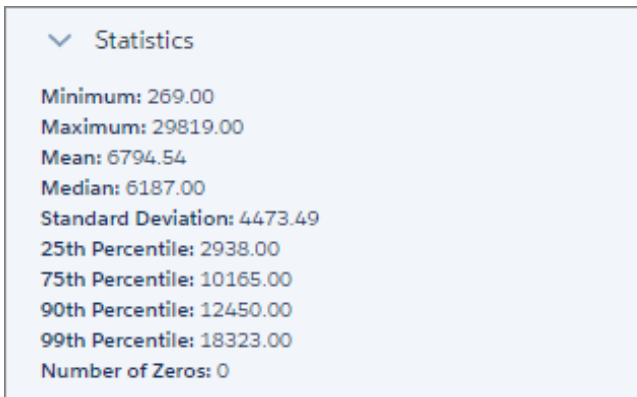 Statistics
Minimum: 269.00
Maximum: 29819.00
Mean: 6794.54
Median: 6187.00
Standard Deviation: 4473.49
25th Percentile: 2938.00
75th Percentile: 10165.00
90th Percentile: 12450.00
99th Percentile: 18323.00
Number of Zeros: 0